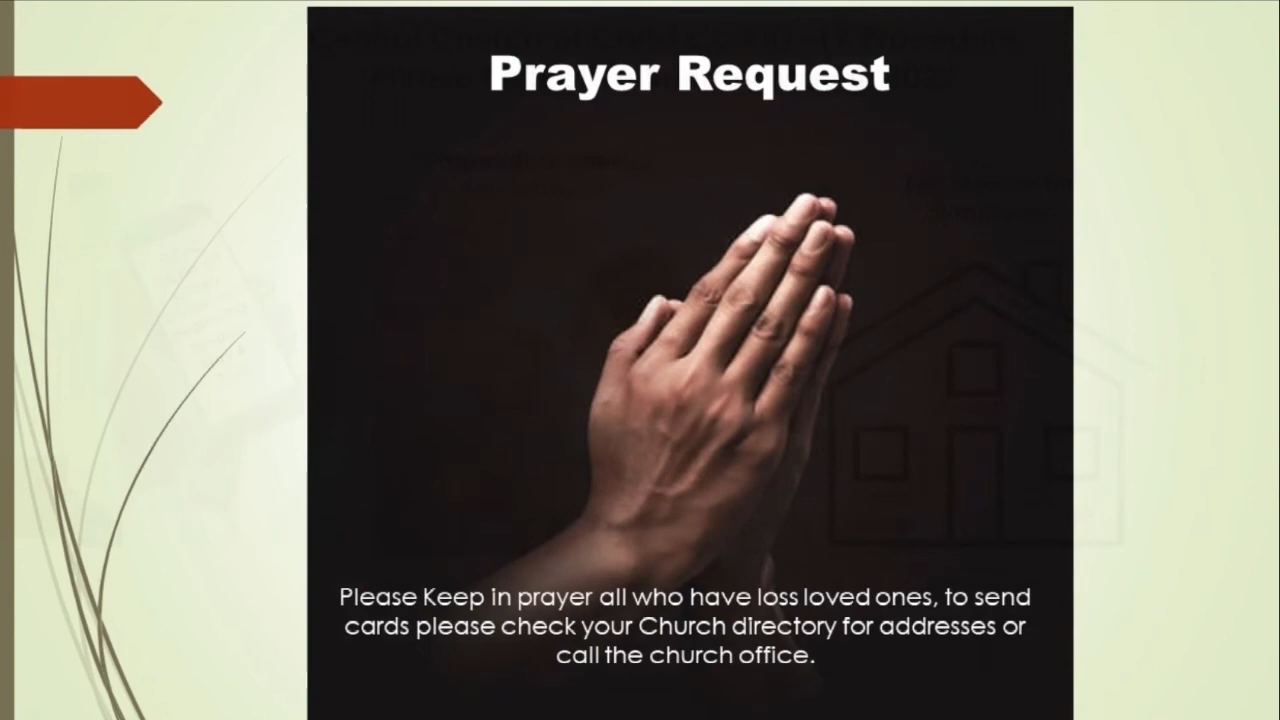 Prayer Request
Please Keep in prayer all who have loss loved ones, to send
cards please check your Church directory for addresses or
call the church office.